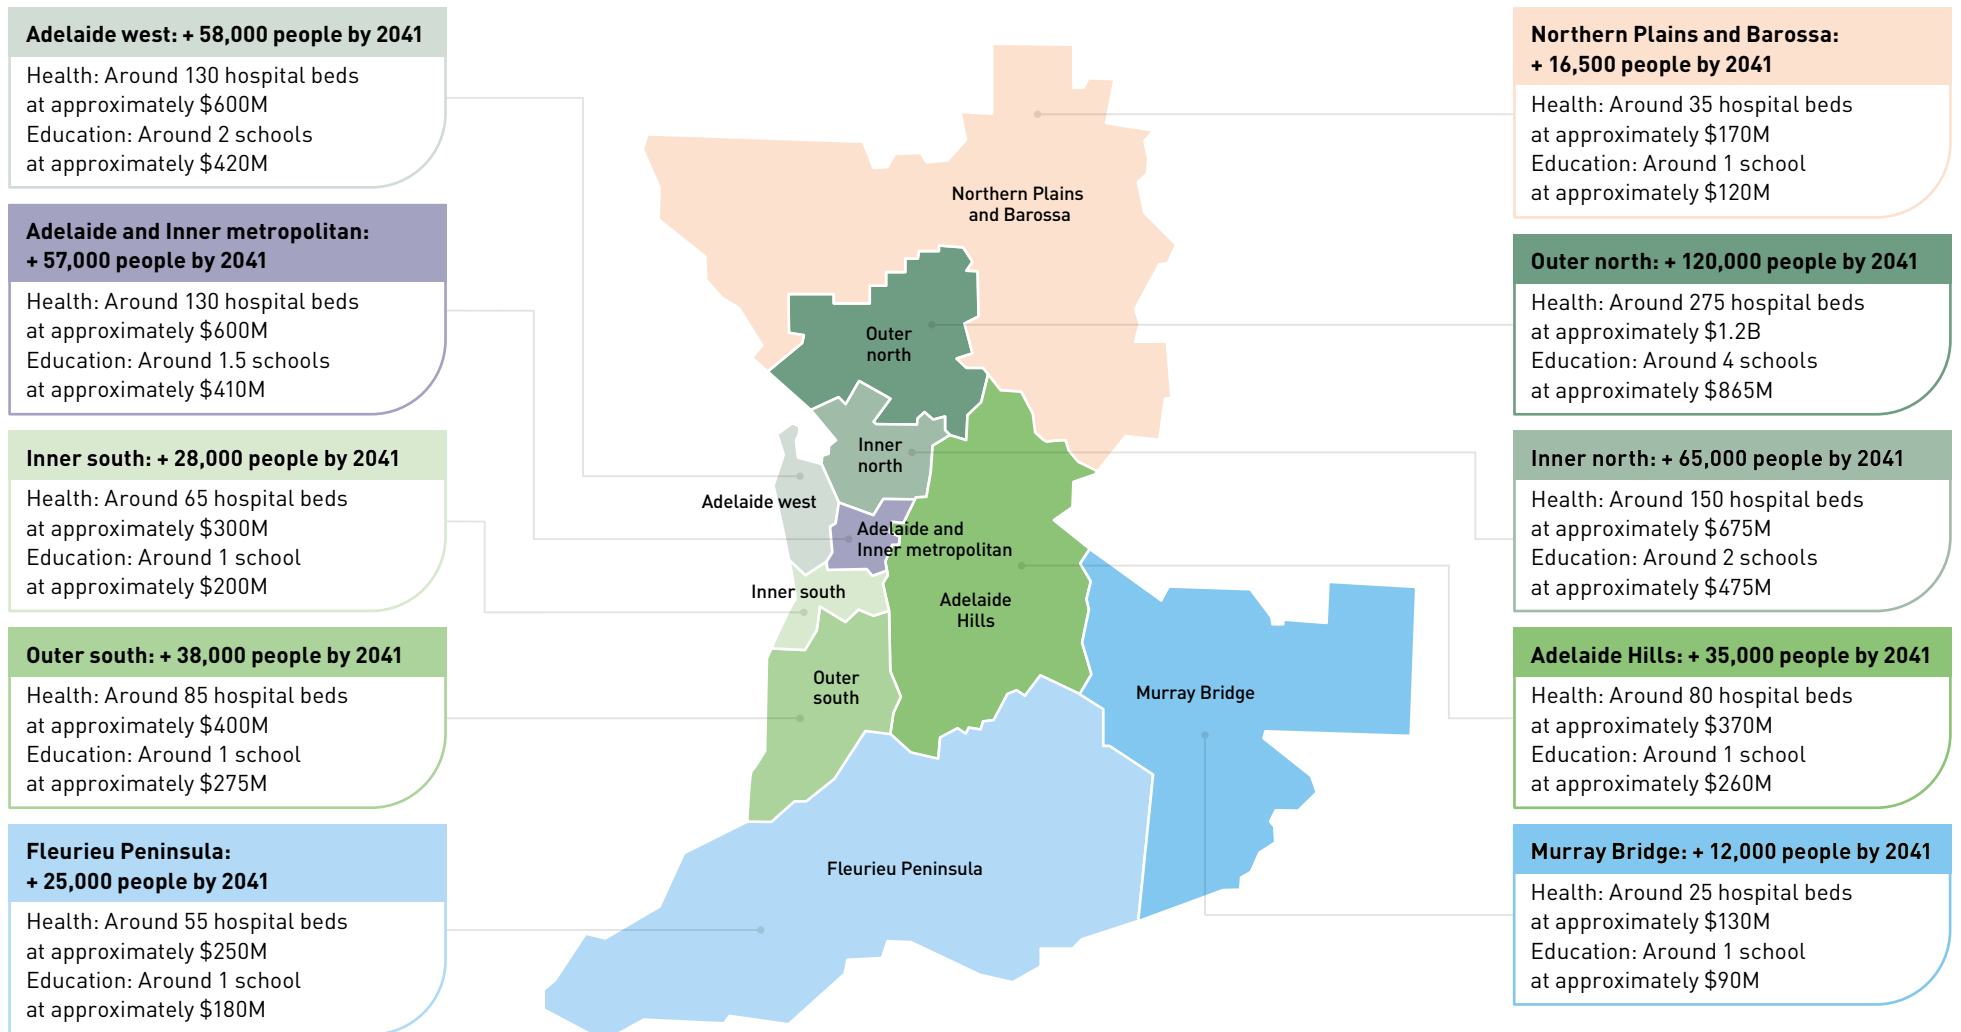 Adelaide west: + 58,000 people by 2041
Health: Around 130 hospital beds
at approximately $600M
Education: Around 2 schools
at approximately $420M
Adelaide and Inner metropolitan:
+ 57,000 people by 2041
Health: Around 130 hospital beds
at approximately $600M
Education: Around 1.5 schools
at approximately $410M
Inner south: + 28,000 people by 2041
Health: Around 65 hospital beds
at approximately $300M
Education: Around 1 school
at approximately $200M
Outer south: + 38,000 people by 2041
Health: Around 85 hospital beds
at approximately $400M
Education: Around 1 school
at approximately $275M
Fleurieu Peninsula:
+ 25,000 people by 2041
Health: Around 55 hospital beds
at approximately $250M
Education: Around 1 school
at approximately $180M
Northern Plains
and Barossa
Outer
north
Inner
north
Adelaide west
Adelaide and
Inner metropolitan
Inner south
Adelaide
Hills
Outer
south
Murray Bridge
Fleurieu Peninsula
Northern Plains and Barossa:
+ 16,500 people by 2041
Health: Around 35 hospital beds
at approximately $170M
Education: Around 1 school
at approximately $120M
Outer north: + 120,000 people by 2041
Health: Around 275 hospital beds
at approximately $1.2B
Education: Around 4 schools
at approximately $865M
Inner north: + 65,000 people by 2041
Health: Around 150 hospital beds
at approximately $675M
Education: Around 2 schools
at approximately $475M
Adelaide Hills: + 35,000 people by 2041
Health: Around 80 hospital beds
at approximately $370M
Education: Around 1 school
at approximately $260M
Murray Bridge: + 12,000 people by 2041
Health: Around 25 hospital beds
at approximately $130M
Education: Around 1 school
at approximately $90M